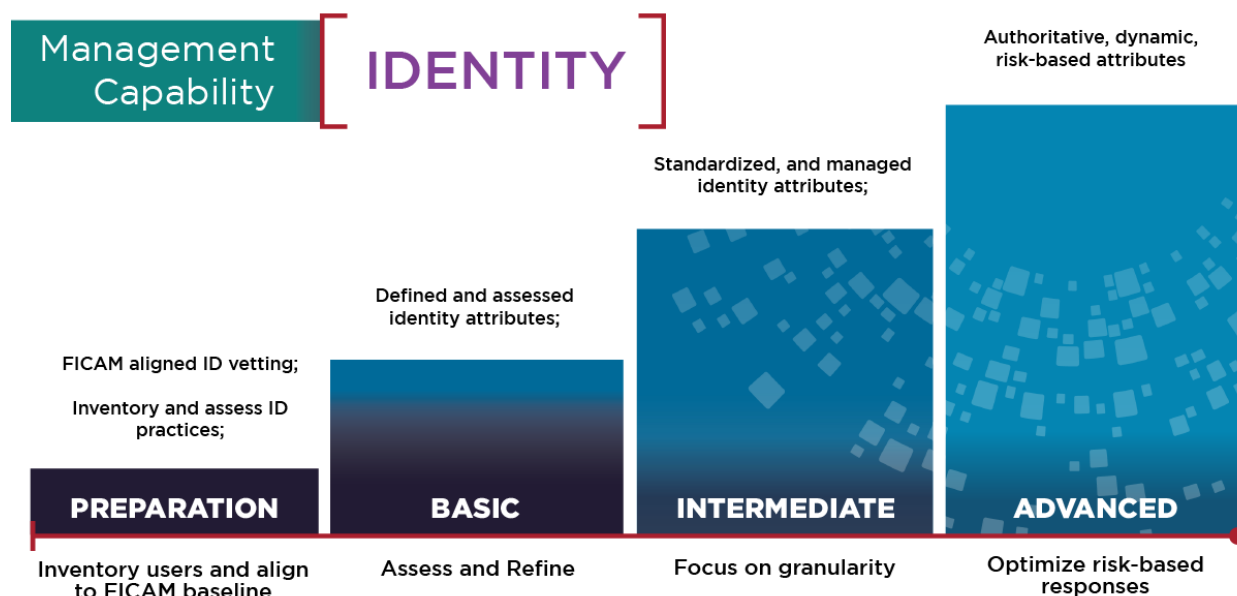 Management
Capability
IDENTITY
Authoritative, dynamic,
risk-based attributes
Standardized, and managed
identity attributes;
Defined and assessed
identity attributes;
FICAM aligned ID vetting;
Inventory and assess ID
practices;
PREPARATION
BASIC
INTERMEDIATE
ADVANCED
Inventory users and align
to FICAM baseline
Assess and Refine
Focus on granularity
Optimize risk-based
responses